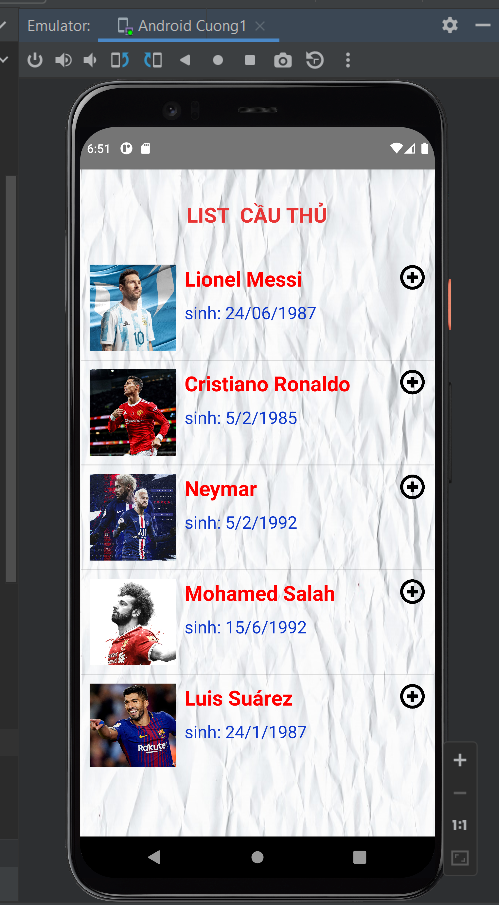 Emulator:
Android Cuong1
6:51
LIST CẦU THỦ
Lionel Messi
sinh: 24/06/1987
10
Cristiano Ronaldo
sinh: 5/2/1985
Neymar
sinh: 5/2/1992
Mohamed Salah
sinh: 15/6/1992
Luis Suárez
sinh: 24/1/1987
Rakuten
1:1